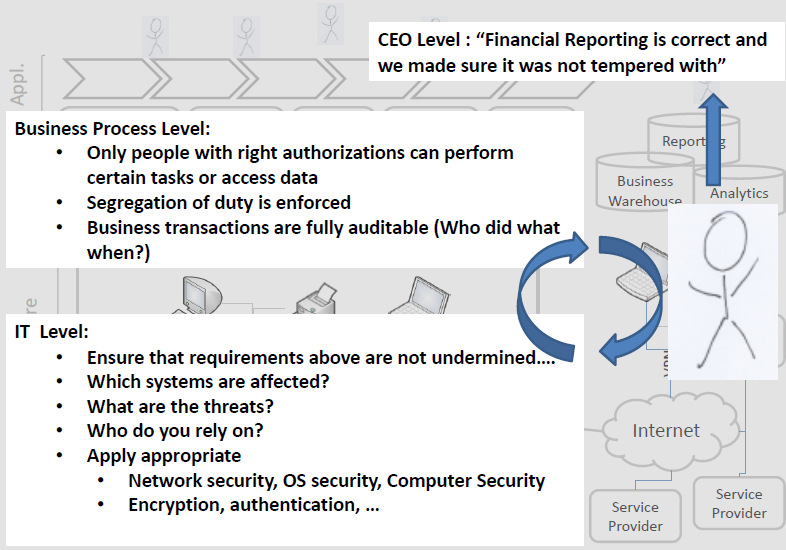 CEO Level : “Financial Reporting is correct and
we made sure it was not tempered with”
Appl.
Business Process Level:
• Only people with right authorizations can perform
certain tasks or access data
• Segregation of duty is enforced
• Business transactions are fully auditable (Who did what
when?)
Reporting
Business
Warehouse
Analytics
IT Level:
• Ensure that requirements above are not undermined....
• Which systems are affected?
• What are the threats?
• Who do you rely on?
• Apply appropriate
• Network security, OS security, Computer Security
• Encryption, authentication, ...
VPN
Internet
Service
Provider
Service
Provider